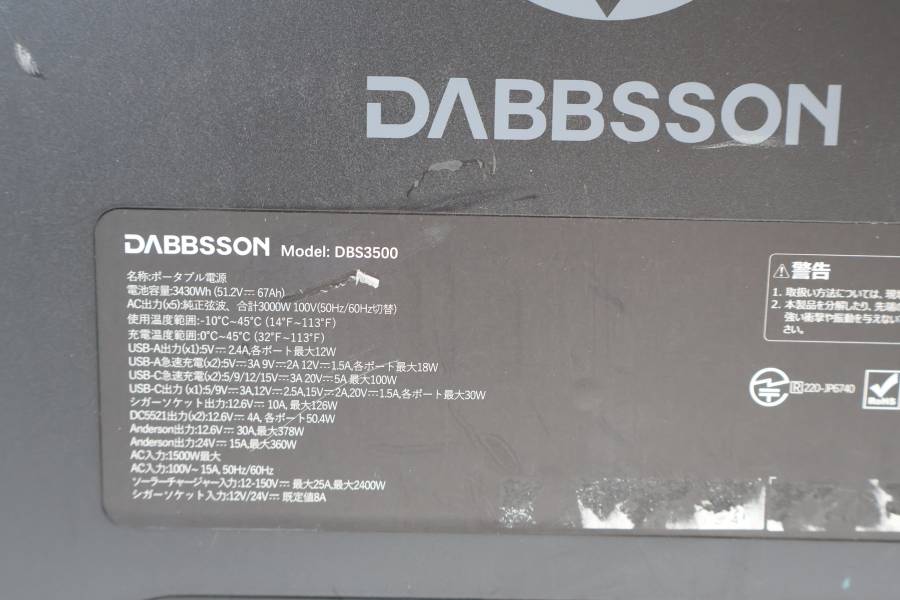 DABBSSON
DABBSSON Model: DBS3500
名称:ポータブル電源
電池容量:3430Wh (51.2V⎓67Ah)
AC出力(x5):純正弦波、合計3000W 100V(50Hz/60Hz切替)
使用温度範囲:-10°C~45°C (14°F~113°F)
充電温度範囲:0°C~45°C (32°F~113°F)
USB-A出力(x1):5V⎓2.4A,各ポート最大12W
USB-A急速充電(x2):5V⎓3A 9V⎓2A 12V⎓1.5A,各ポート最大18W
USB-C急速充電(x2):5/9/12/15V⎓3A 20V⎓5A 最大100W
USB-C出力 (x1):5/9V⎓3A,12V⎓2.5A,15V⎓2A,20V⎓1.5A,各ポート最大30W
シガーソケット出力:12.6V⎓10A, 最大126W
DC5521出力(x2):12.6V⎓4A, 各ポート50.4W
Anderson出力:12.6V⎓30A,最大378W
Anderson出力:24V⎓15A,最大360W
AC入力:1500W最大
AC入力:100V~ 15A, 50Hz/60Hz
ソーラーチャージャー入力:12-150V⎓最大25A,最大2400W
シガーソケット入力:12V/24V⎓既定値8A
警告
1. 取扱い方法については、現
2. 本製品を分解したり、先端
強い衝撃や振動を与えない
さい。
R 220-JP6740
RoHS